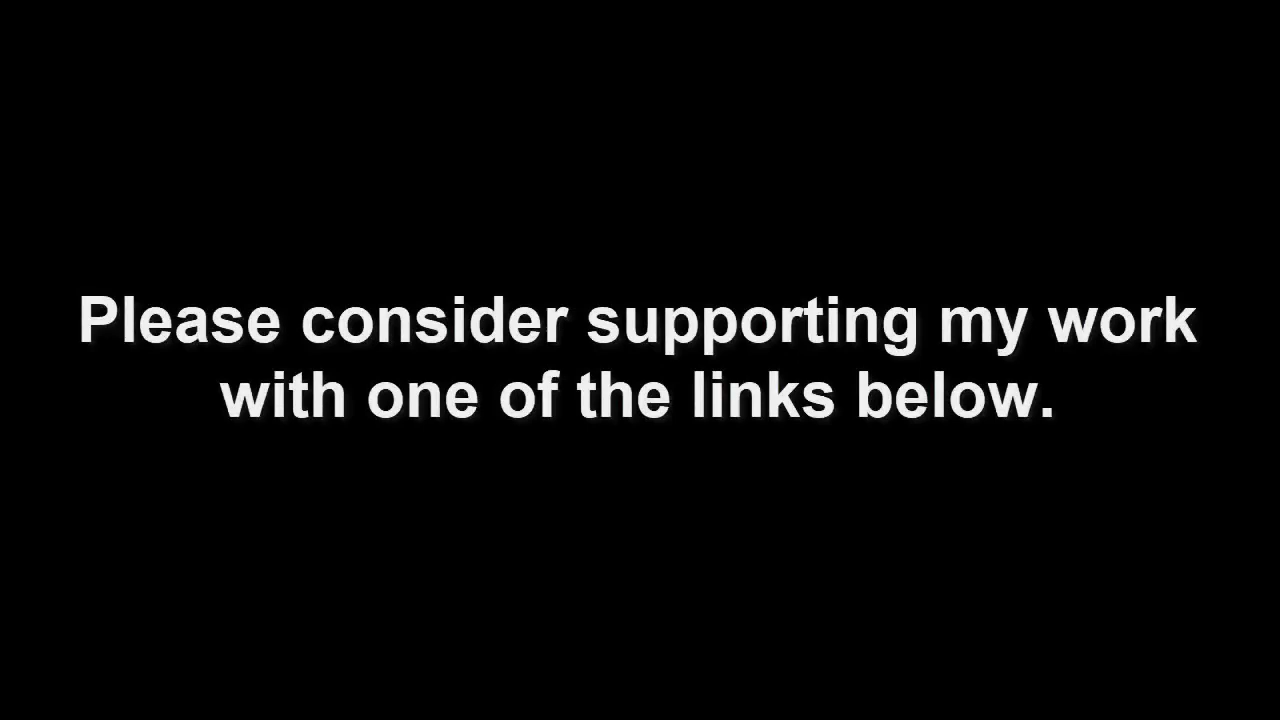 Please consider supporting my work
with one of the links below.